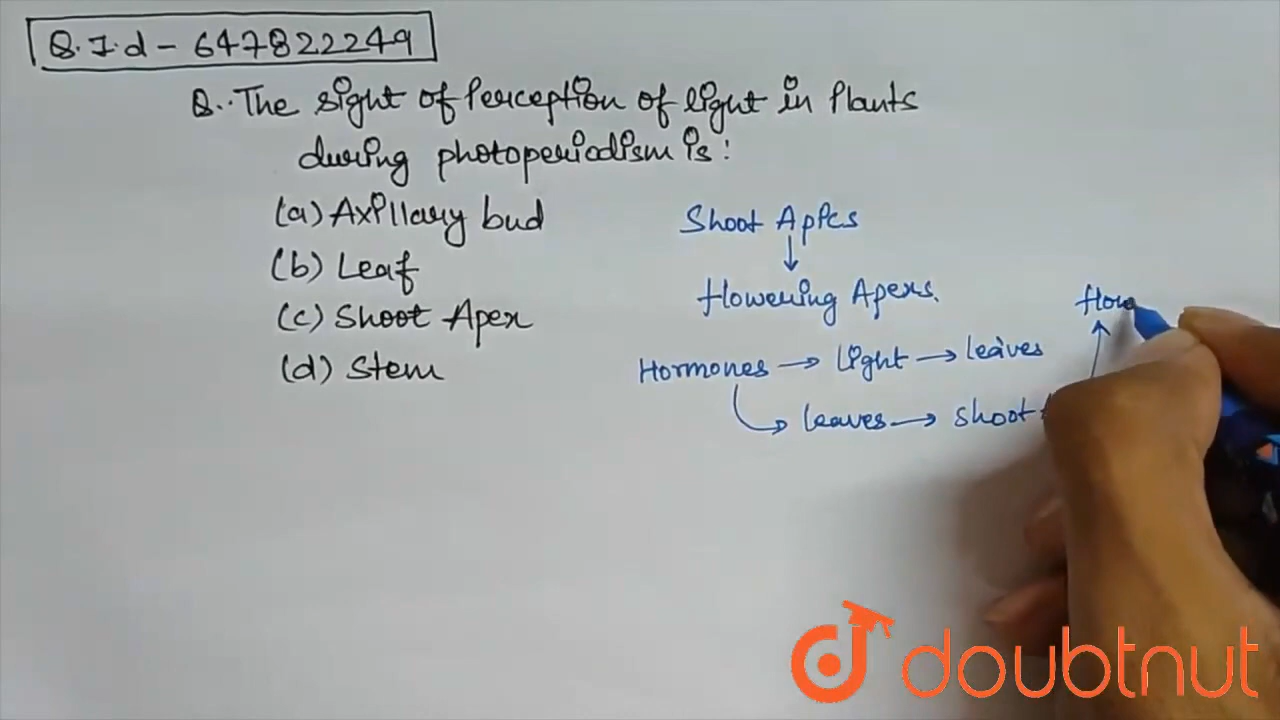 Q.I.d - 647822249
Q.. The sight of Perception of light in Plants
during photoperiodism is:
(a) Axillary bud
(b) Leaf
(c) Shoot Apex
(d) Stem
Shoot Apics
↓
flowering Apexs.
Hormones → light → leaves
leaves → shoot
flow
doubtnut